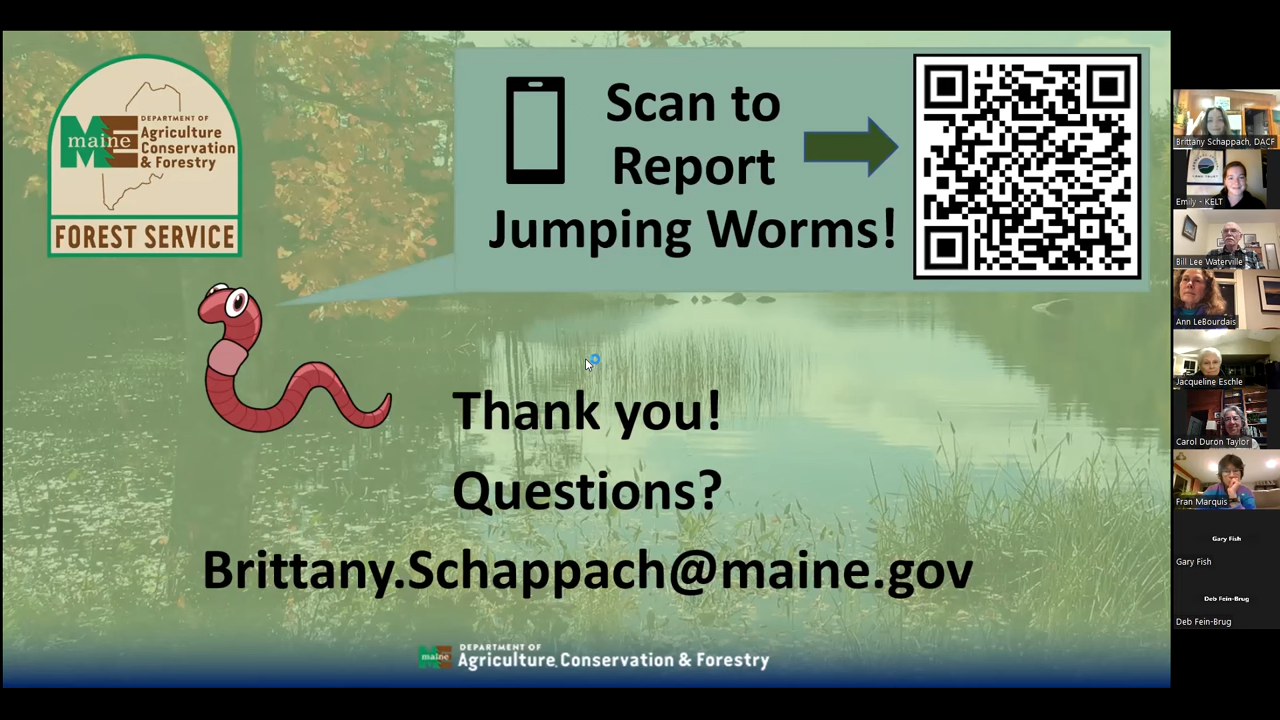 DEPARTMENT OF
maine
Agriculture
Conservation
& Forestry
FOREST SERVICE
Scan to
Report
Jumping Worms!
Thank you!
Questions?
Brittany.Schappach@maine.gov
maine
DEPARTMENT OF
Agriculture, Conservation & Forestry
Brittany Schappach, DACF
Emily - KELT
Bill Lee Waterville
Ann LeBourdais
Jacqueline Eschle
Carol Duron Taylor
Fran Marquis
Gary Fish
Gary Fish
Deb Fein-Brug
Deb Fein-Brug